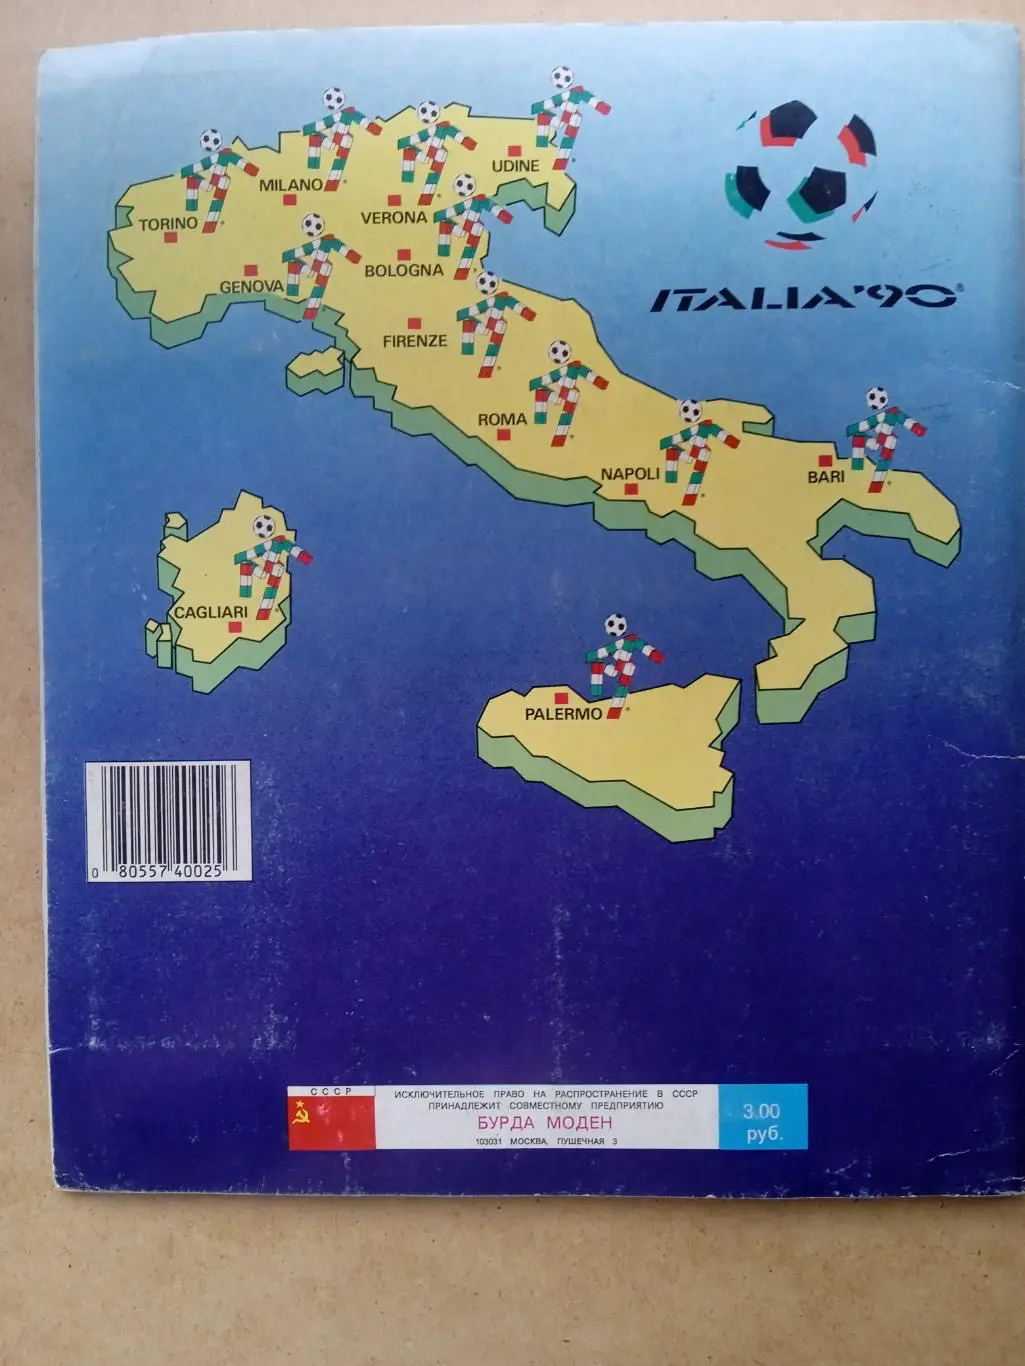 ITALIA'90®
UDINE
MILANO
VERONA
TORINO
BOLOGNA
GENOVA
FIRENZE
ROMA
NAPOLI
BARI
CAGLIARI
PALERMO
0 80557 40025
СССР
ИСКЛЮЧИТЕЛЬНОЕ ПРАВО НА РАСПРОСТРАНЕНИЕ В СССР
ПРИНАДЛЕЖИТ СОВМЕСТНОМУ ПРЕДПРИЯТИЮ
БУРДА МОДЕН
103031 МОСКВА, ПУШЕЧНАЯ 3
3.00
руб.